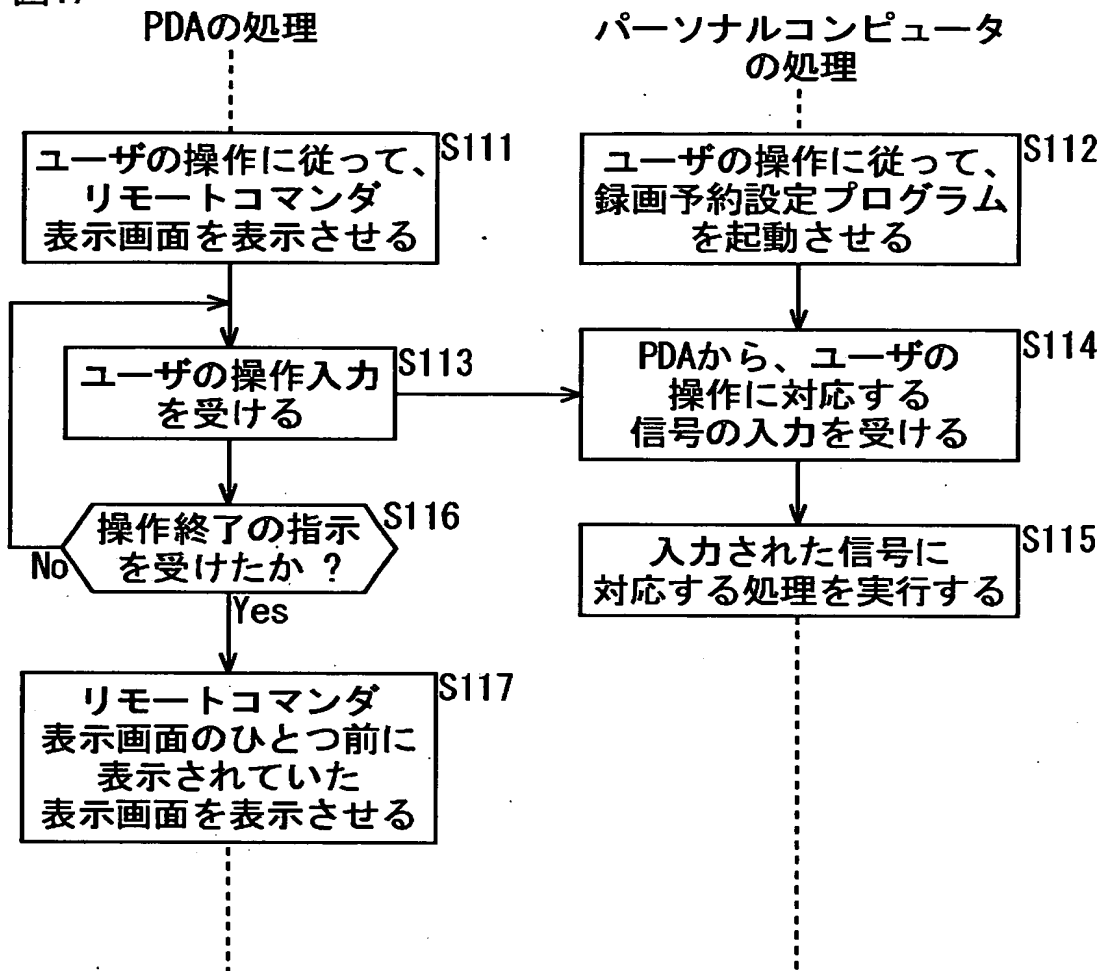 PDAの処理
パーソナルコンピュータ
の処理
S111
ユーザの操作に従って、
リモートコマンダ
表示画面を表示させる
S112
ユーザの操作に従って、
録画予約設定プログラム
を起動させる
S113
ユーザの操作入力
を受ける
S114
PDAから、ユーザの
操作に対応する
信号の入力を受ける
S116
操作終了の指示
を受けたか ?
No
Yes
S115
入力された信号に
対応する処理を実行する
S117
リモートコマンダ
表示画面のひとつ前に
表示されていた
表示画面を表示させる